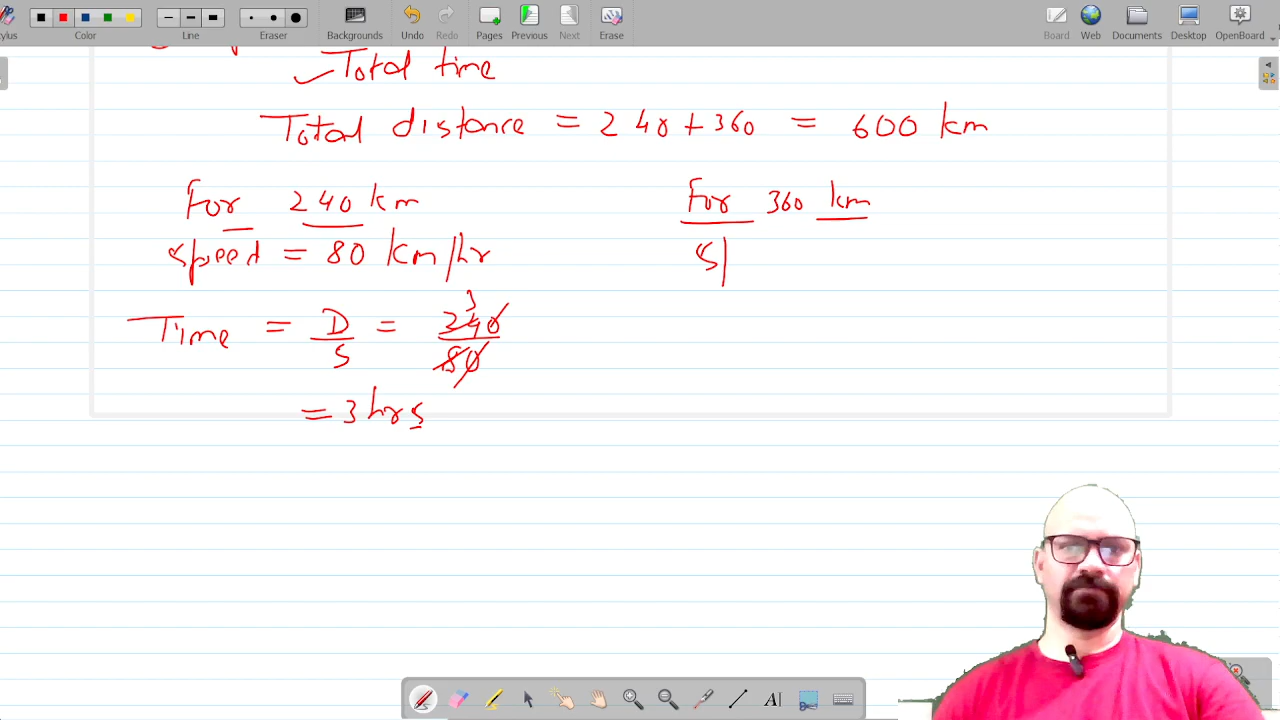 tylus Color Line Eraser Backgrounds Undo Redo Pages Previous Next Erase Board Web Documents Desktop OpenBoard
Total time
Total distance = 240 + 360 = 600 km
For 240 km
speed = 80 km/hr
Time = D/S = 240/80
3
= 3 hrs
For 360 km
S